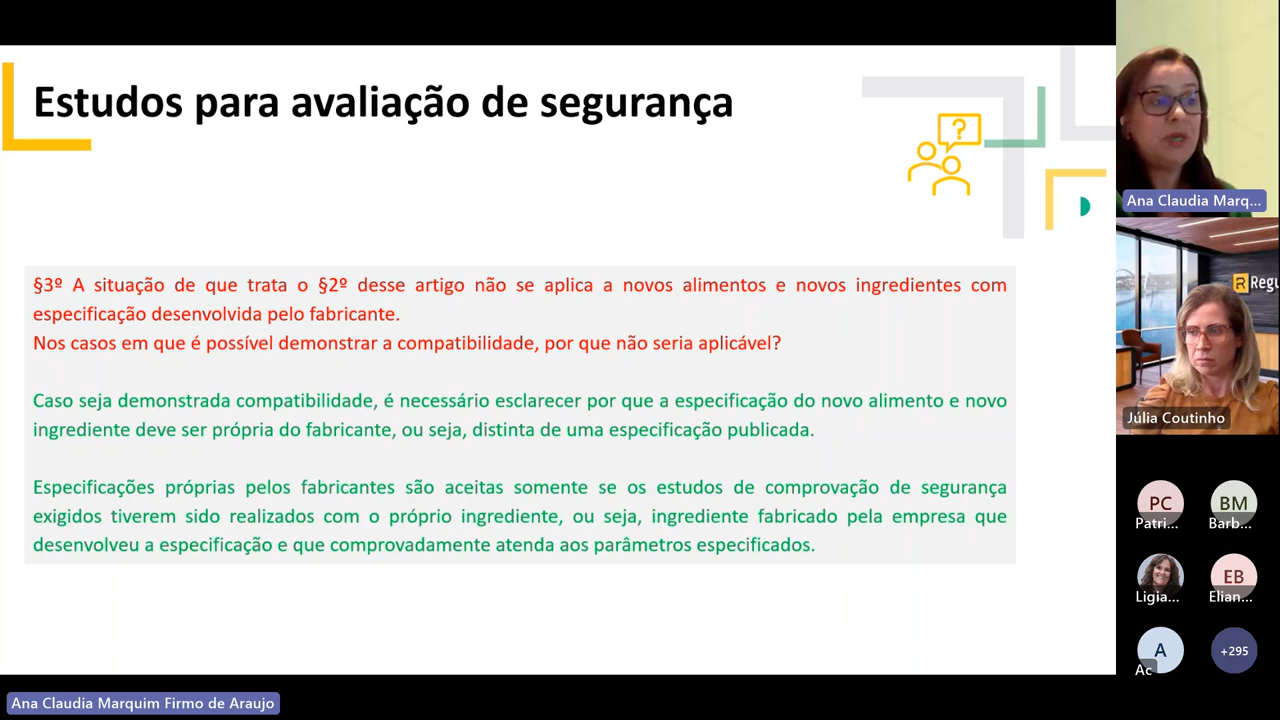 Estudos para avaliação de segurança
?
§3º A situação de que trata o §2º desse artigo não se aplica a novos alimentos e novos ingredientes com
especificação desenvolvida pelo fabricante.
Nos casos em que é possível demonstrar a compatibilidade, por que não seria aplicável?
Caso seja demonstrada compatibilidade, é necessário esclarecer por que a especificação do novo alimento e novo
ingrediente deve ser própria do fabricante, ou seja, distinta de uma especificação publicada.
Especificações próprias pelos fabricantes são aceitas somente se os estudos de comprovação de segurança
exigidos tiverem sido realizados com o próprio ingrediente, ou seja, ingrediente fabricado pela empresa que
desenvolveu a especificação e que comprovadamente atenda aos parâmetros especificados.
Ana Claudia Marq...
R Regu
Júlia Coutinho
PC
BM
Patri...
Barb...
EB
Ligia...
Elian...
A
+295
Ac
Ana Claudia Marquim Firmo de Araujo